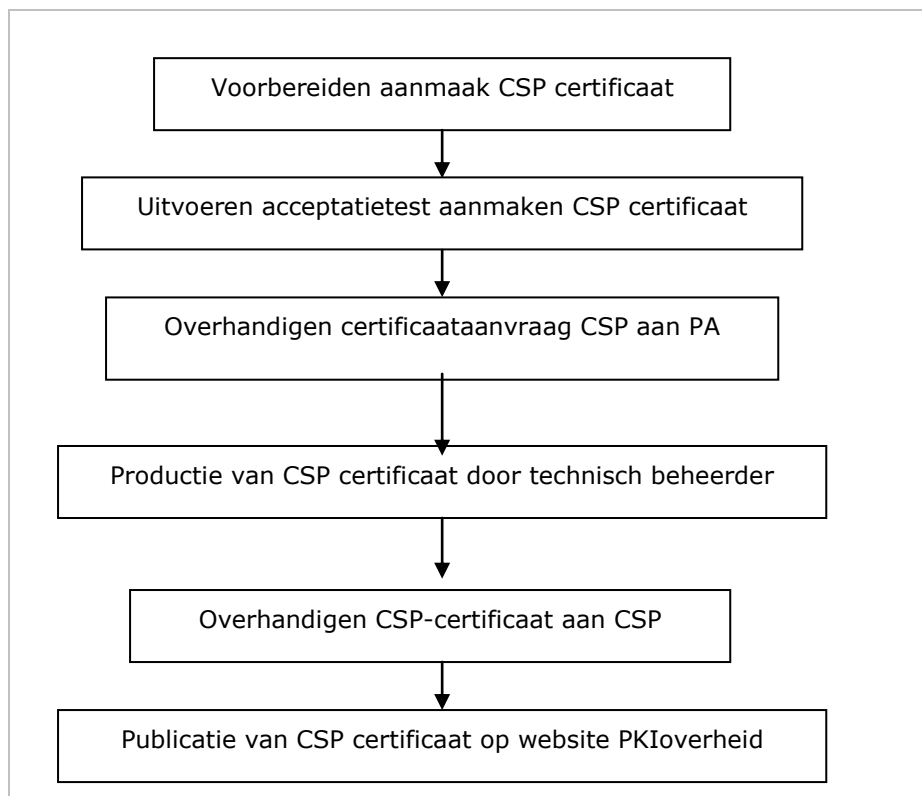 Voorbereiden aanmaak CSP certificaat
Uitvoeren acceptatietest aanmaken CSP certificaat
Overhandigen certificaataanvraag CSP aan PA
Productie van CSP certificaat door technisch beheerder
Overhandigen CSP-certificaat aan CSP
Publicatie van CSP certificaat op website PKIoverheid